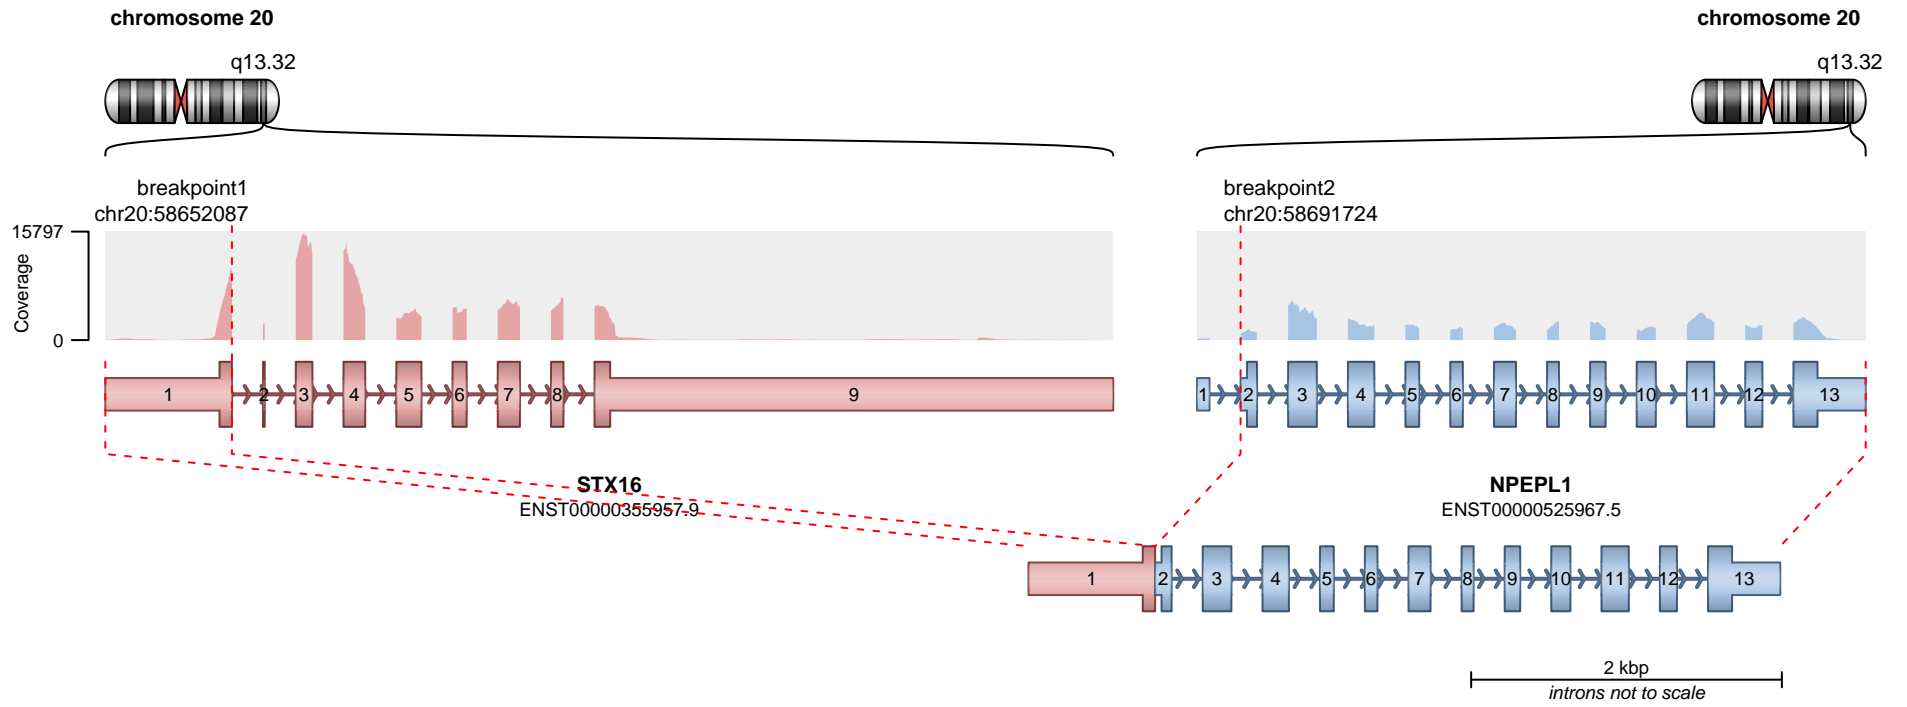 chromosome 20
chromosome 20
q13.32
q13.32
breakpoint1
chr20:58652087
breakpoint2
chr20:58691724
15797
0
Coverage
1 2 3 4 5 6 7 8 9
1 2 3 4 5 6 7 8 9 10 11 12 13
STX16
ENST00000355957.9
NPEPL1
ENST00000525967.5
1 2 3 4 5 6 7 8 9 10 11 12 13
2 kbp
introns not to scale